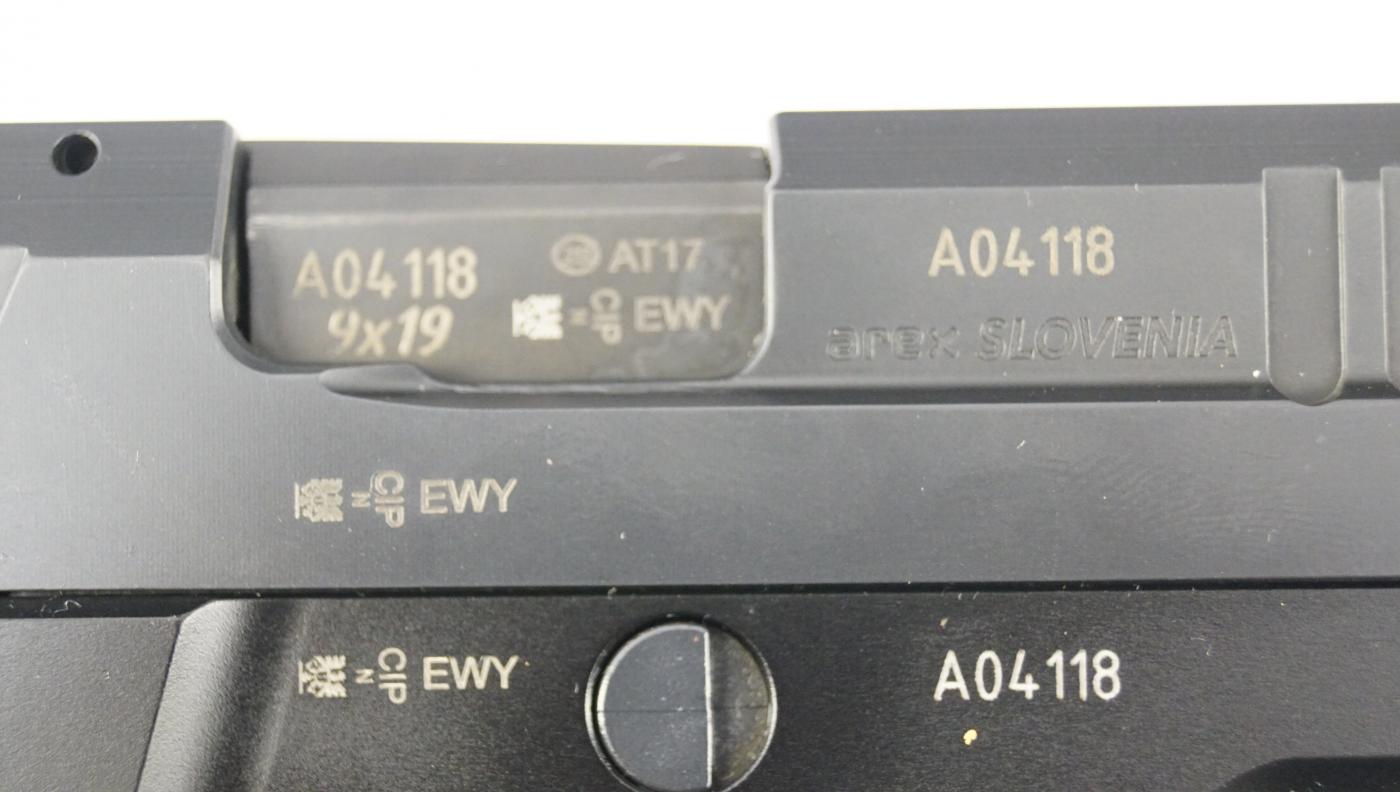 A04118
9x19
AT17
CIP N EWY
A04118
arex SLOVENIA
CIP N EWY
CIP N EWY
A04118